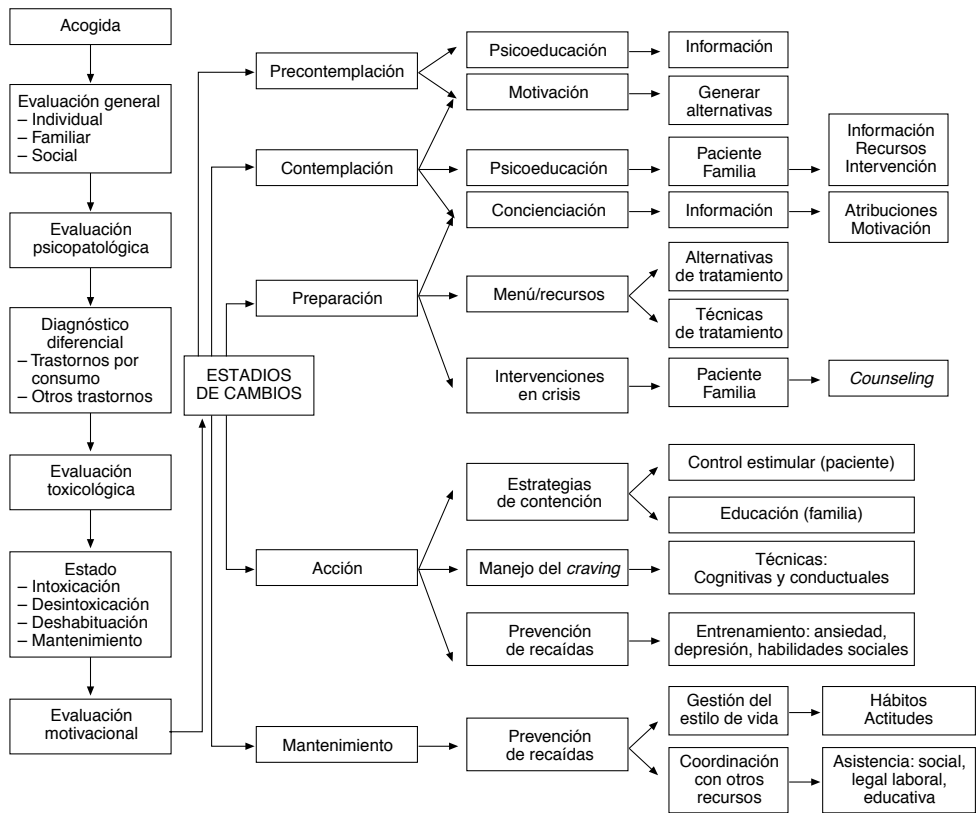 Acogida
Evaluación general
– Individual
– Familiar
– Social
Evaluación
psicopatológica
Diagnóstico
diferencial
– Trastornos por
consumo
– Otros trastornos
Evaluación
toxicológica
Estado
– Intoxicación
– Desintoxicación
– Deshabituación
– Mantenimiento
Evaluación
motivacional
ESTADIOS
DE CAMBIOS
Precontemplación
Psicoeducación
Información
Motivación
Generar
alternativas
Contemplación
Psicoeducación
Paciente
Familia
Información
Recursos
Intervención
Concienciación
Información
Atribuciones
Motivación
Preparación
Menú/recursos
Alternativas
de tratamiento
Técnicas
de tratamiento
Intervenciones
en crisis
Paciente
Familia
Counseling
Acción
Estrategias
de contención
Control estimular (paciente)
Educación (familia)
Manejo del craving
Técnicas:
Cognitivas y conductuales
Prevención
de recaídas
Entrenamiento: ansiedad,
depresión, habilidades sociales
Mantenimiento
Prevención
de recaídas
Gestión del
estilo de vida
Hábitos
Actitudes
Coordinación
con otros
recursos
Asistencia: social,
legal laboral,
educativa